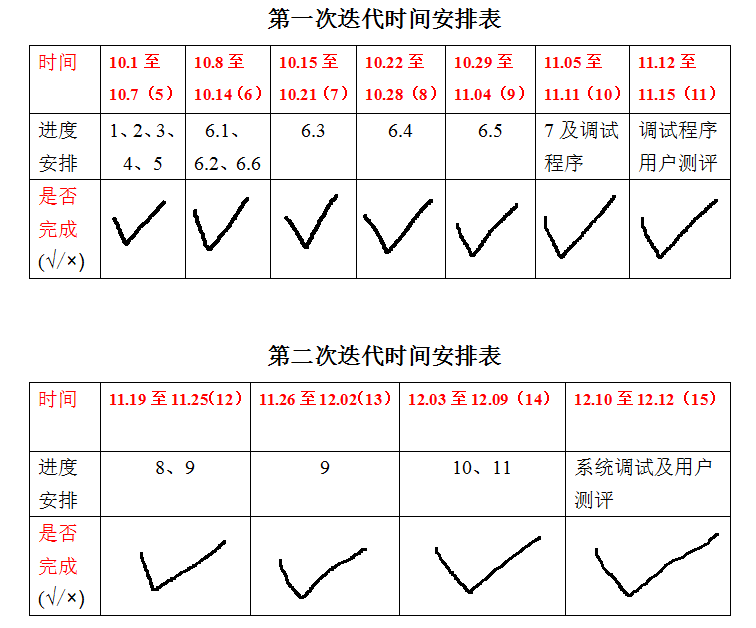 第一次迭代时间安排表
时间 10.1 至 10.8 至 10.15 至 10.22 至 10.29 至 11.05 至 11.12 至
10.7（5） 10.14（6） 10.21（7） 10.28（8） 11.04（9） 11.11（10） 11.15（11）
进度 1、2、3、 6.1、 6.3 6.4 6.5 7 及调试 调试程序
安排 4、5 6.2、6.6 程序 用户测评
是否
完成
(√/×)
第二次迭代时间安排表
时间 11.19 至 11.25（12） 11.26 至 12.02（13） 12.03 至 12.09（14） 12.10 至 12.12（15）
进度 8、9 9 10、11 系统调试及用户
安排 测评
是否
完成
(√/×)